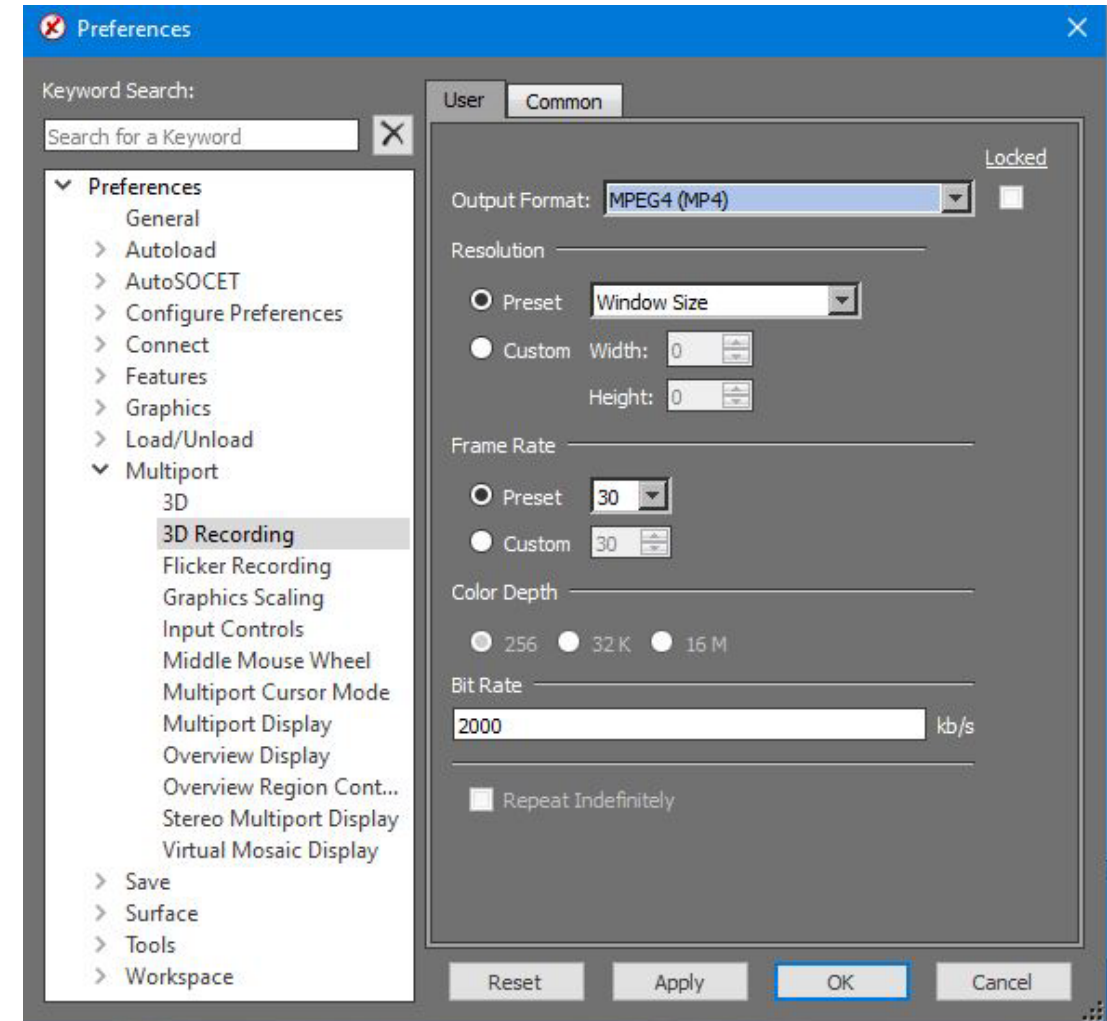 Preferences
Keyword Search:
Search for a Keyword
Preferences
General
Autoload
AutoSOCET
Configure Preferences
Connect
Features
Graphics
Load/Unload
Multiport
3D
3D Recording
Flicker Recording
Graphics Scaling
Input Controls
Middle Mouse Wheel
Multiport Cursor Mode
Multiport Display
Overview Display
Overview Region Cont...
Stereo Multiport Display
Virtual Mosaic Display
Save
Surface
Tools
Workspace
User Common
Locked
Output Format: MPEG4 (MP4)
Resolution
Preset Window Size
Custom Width: 0
Height: 0
Frame Rate
Preset 30
Custom 30
Color Depth
256 32 K 16 M
Bit Rate
2000 kb/s
Repeat Indefinitely
Reset Apply OK Cancel